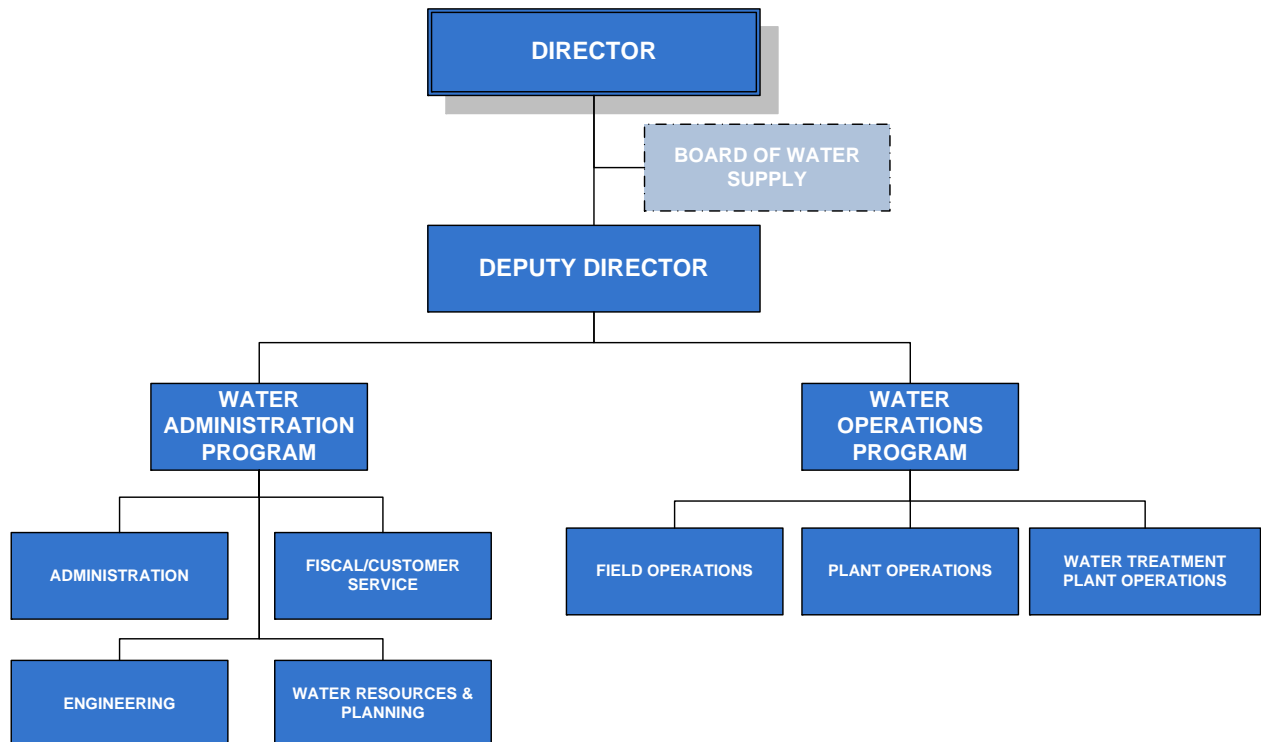 DIRECTOR
BOARD OF WATER
SUPPLY
DEPUTY DIRECTOR
WATER
ADMINISTRATION
PROGRAM
WATER
OPERATIONS
PROGRAM
ADMINISTRATION
FISCAL/CUSTOMER
SERVICE
FIELD OPERATIONS
PLANT OPERATIONS
WATER TREATMENT
PLANT OPERATIONS
ENGINEERING
WATER RESOURCES &
PLANNING